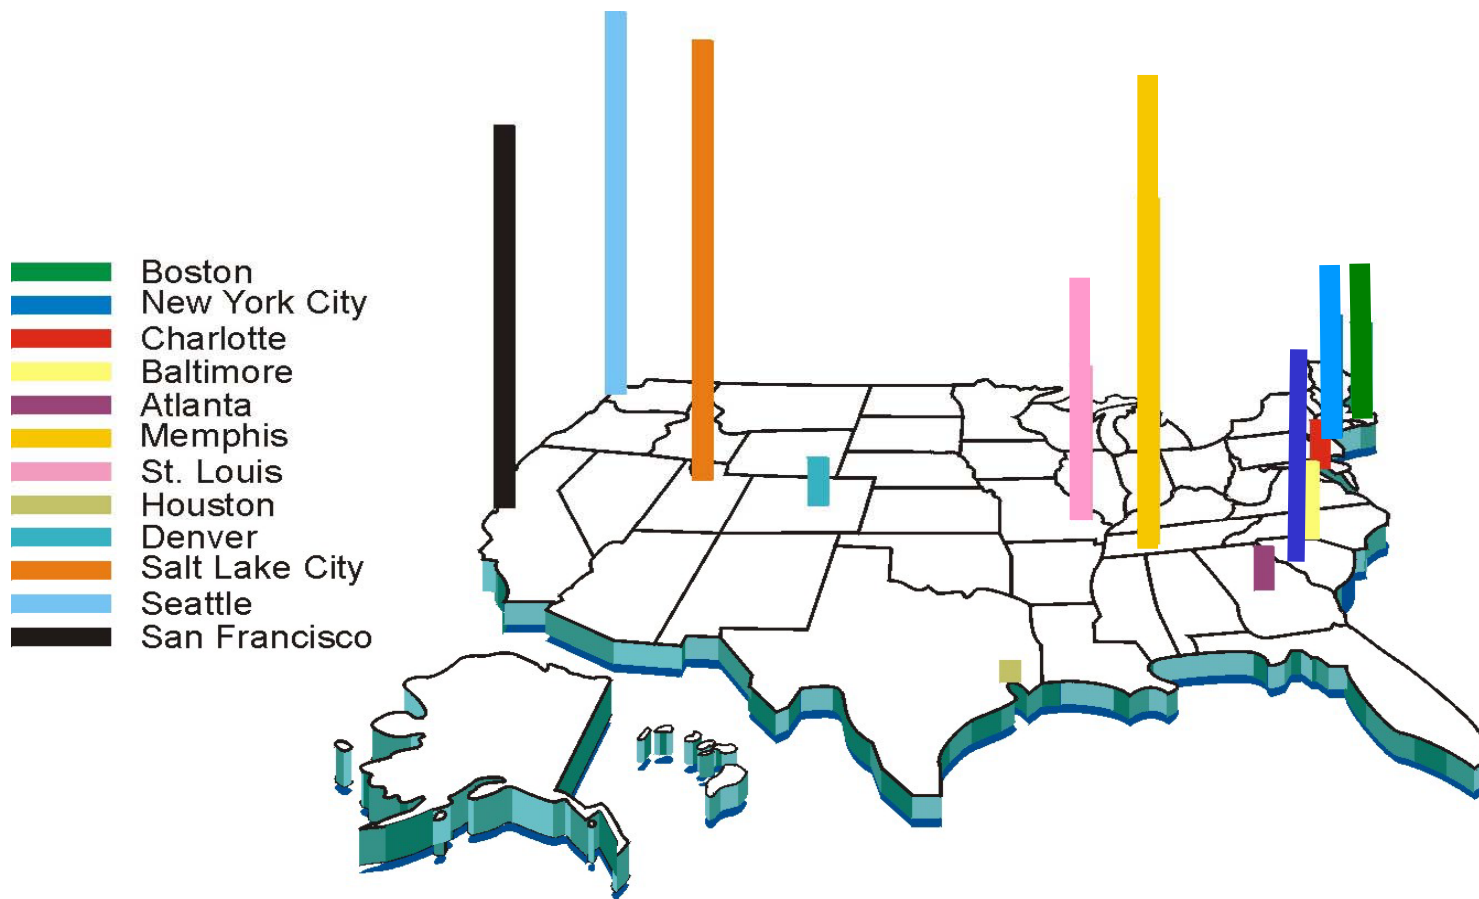 Boston
New York City
Charlotte
Baltimore
Atlanta
Memphis
St. Louis
Houston
Denver
Salt Lake City
Seattle
San Francisco